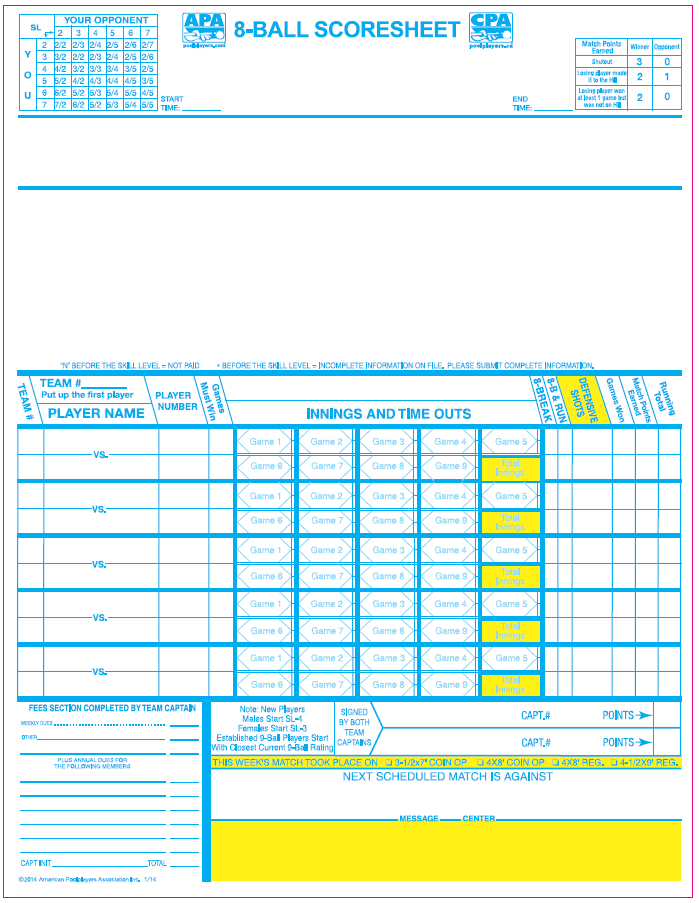 SL YOUR OPPONENT
2 3 4 5 6 7
YOU
2 2/2 2/3 2/4 2/5 2/6 2/7
3 3/2 2/2 2/3 2/4 2/5 2/6
4 4/2 3/2 3/3 3/4 3/5 2/5
5 5/2 4/2 4/3 4/4 4/5 3/5
6 6/2 5/2 5/3 5/4 5/5 4/5
7 7/2 6/2 5/2 5/3 5/4 5/5
START
TIME:
APA
poolplayers.com
8-BALL SCORESHEET
CPA
poolplayers.ca
END
TIME:
Match Points Earned Winner Opponent
Shutout 3 0
Losing player made it to the Hill 2 1
Losing player won at least 1 game but was not on Hill 2 0
"N" BEFORE THE SKILL LEVEL = NOT PAID * BEFORE THE SKILL LEVEL = INCOMPLETE INFORMATION ON FILE. PLEASE SUBMIT COMPLETE INFORMATION.
TEAM #
TEAM #
Put up the first player
PLAYER NAME
PLAYER
NUMBER
Games
Must Win
INNINGS AND TIME OUTS
8-BREAK
8-B & RUN
DEFENSIVE
SHOTS
Games Won
Match Points
Earned
Running
Total
Game 1 Game 2 Game 3 Game 4 Game 5
VS.
Game 6 Game 7 Game 8 Game 9 Total Innings
Game 1 Game 2 Game 3 Game 4 Game 5
VS.
Game 6 Game 7 Game 8 Game 9 Total Innings
Game 1 Game 2 Game 3 Game 4 Game 5
VS.
Game 6 Game 7 Game 8 Game 9 Total Innings
Game 1 Game 2 Game 3 Game 4 Game 5
VS.
Game 6 Game 7 Game 8 Game 9 Total Innings
Game 1 Game 2 Game 3 Game 4 Game 5
VS.
Game 6 Game 7 Game 8 Game 9 Total Innings
FEES SECTION COMPLETED BY TEAM CAPTAIN
WEEKLY DUES
OTHER
PLUS ANNUAL DUES FOR
THE FOLLOWING MEMBERS
CAPT INIT TOTAL
©2014 American Poolplayers Association Inc. 1/14
Note: New Players
Males Start SL-4
Females Start SL-3
Established 9-Ball Players Start
With Closest Current 9-Ball Rating
SIGNED
BY BOTH
TEAM
CAPTAINS
CAPT.# POINTS
CAPT.# POINTS
THIS WEEK'S MATCH TOOK PLACE ON ❑ 3-1/2x7' COIN OP ❑ 4X8' COIN OP ❑ 4X8' REG. ❑ 4-1/2X9' REG.
NEXT SCHEDULED MATCH IS AGAINST
MESSAGE CENTER